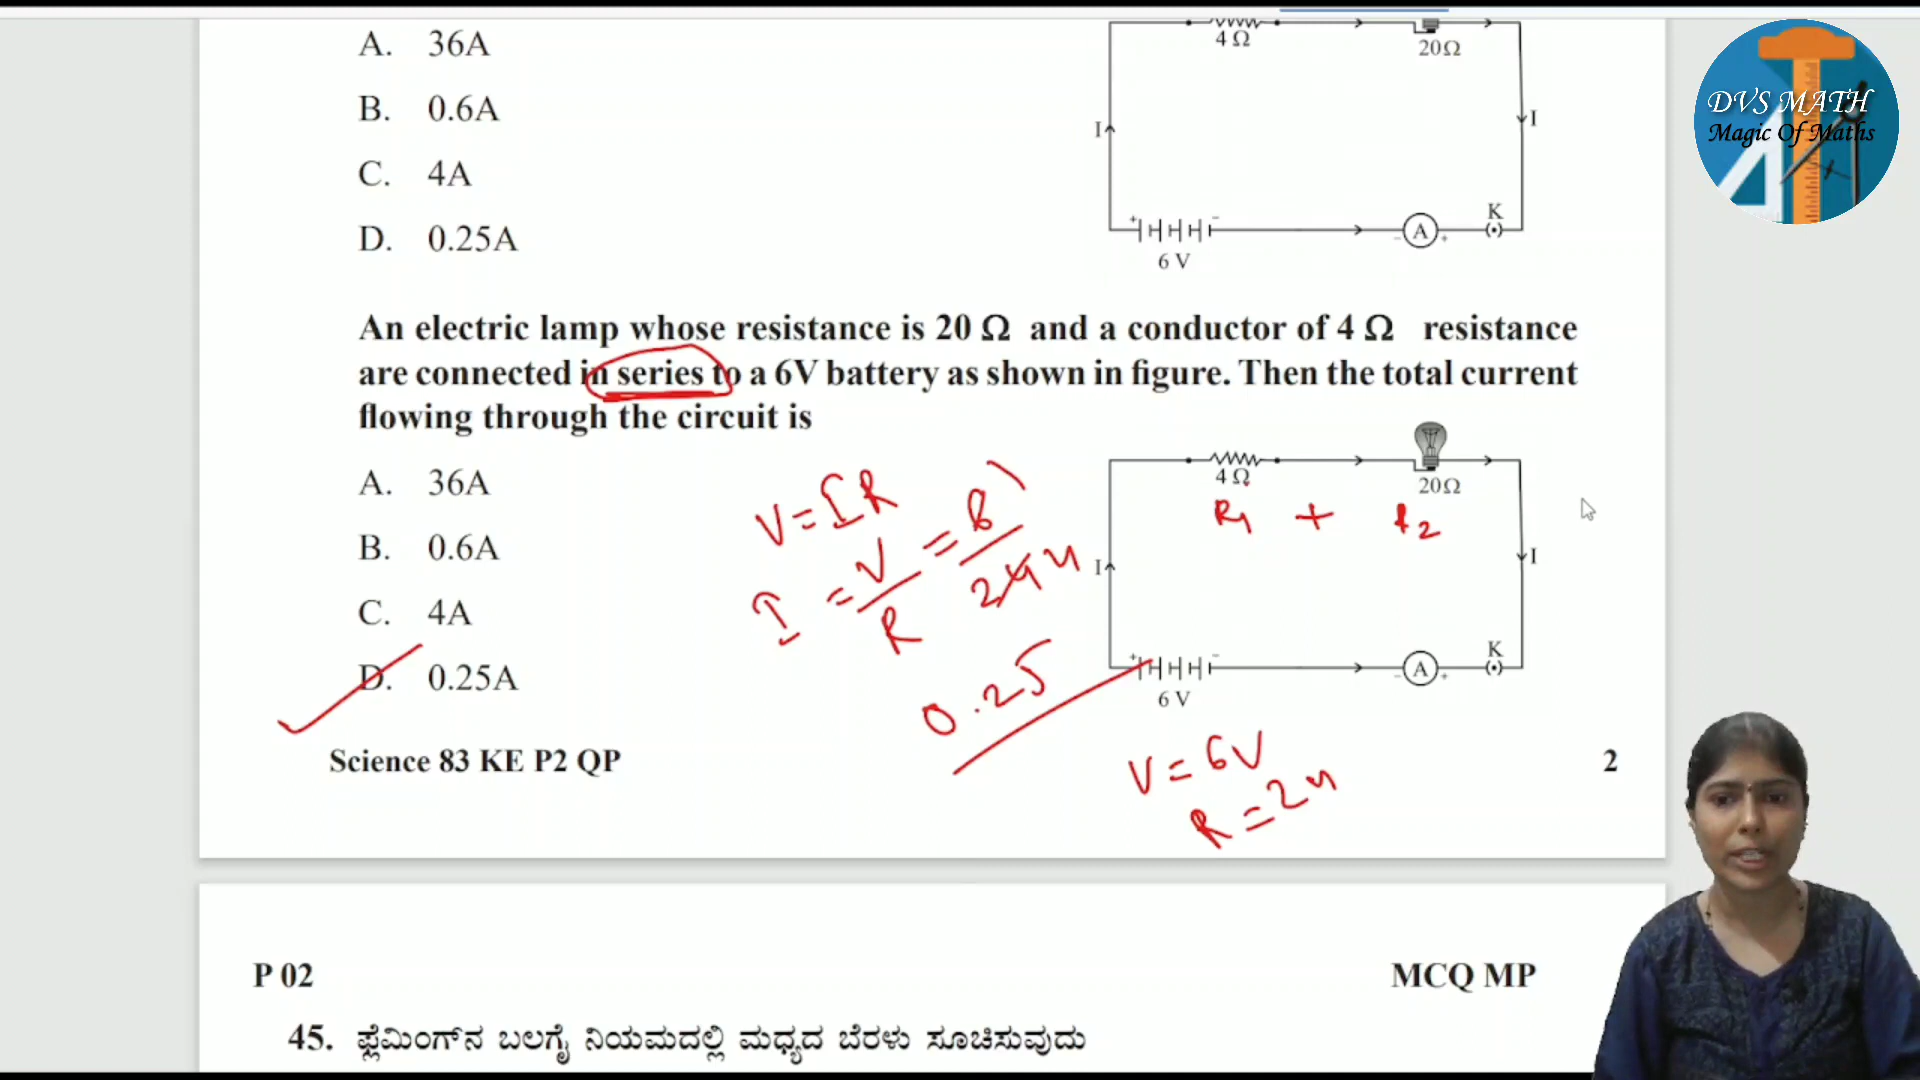 A. 36A
B. 0.6A
C. 4A
D. 0.25A
4 Ω
20Ω
I
I
K
+
-
A
-
+
6 V
DVS MATH
Magic Of Maths
An electric lamp whose resistance is 20 Ω and a conductor of 4 Ω resistance
are connected in series to a 6V battery as shown in figure. Then the total current
flowing through the circuit is
A. 36A
B. 0.6A
C. 4A
D. 0.25A
V = IR
I = V/R = 6/24 4
1
0.25
4 Ω
20Ω
R1 + R2
I
I
K
+
-
A
-
+
6 V
V = 6V
R = 24
Science 83 KE P2 QP
2
P 02
MCQ MP
45. ಫ್ಲೆಮಿಂಗ್‌ನ ಬಲಗೈ ನಿಯಮದಲ್ಲಿ ಮಧ್ಯದ ಬೆರಳು ಸೂಚಿಸುವುದು